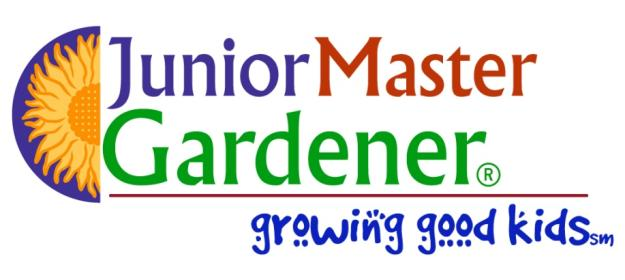 Junior Master
Gardener®
growing good kids℠